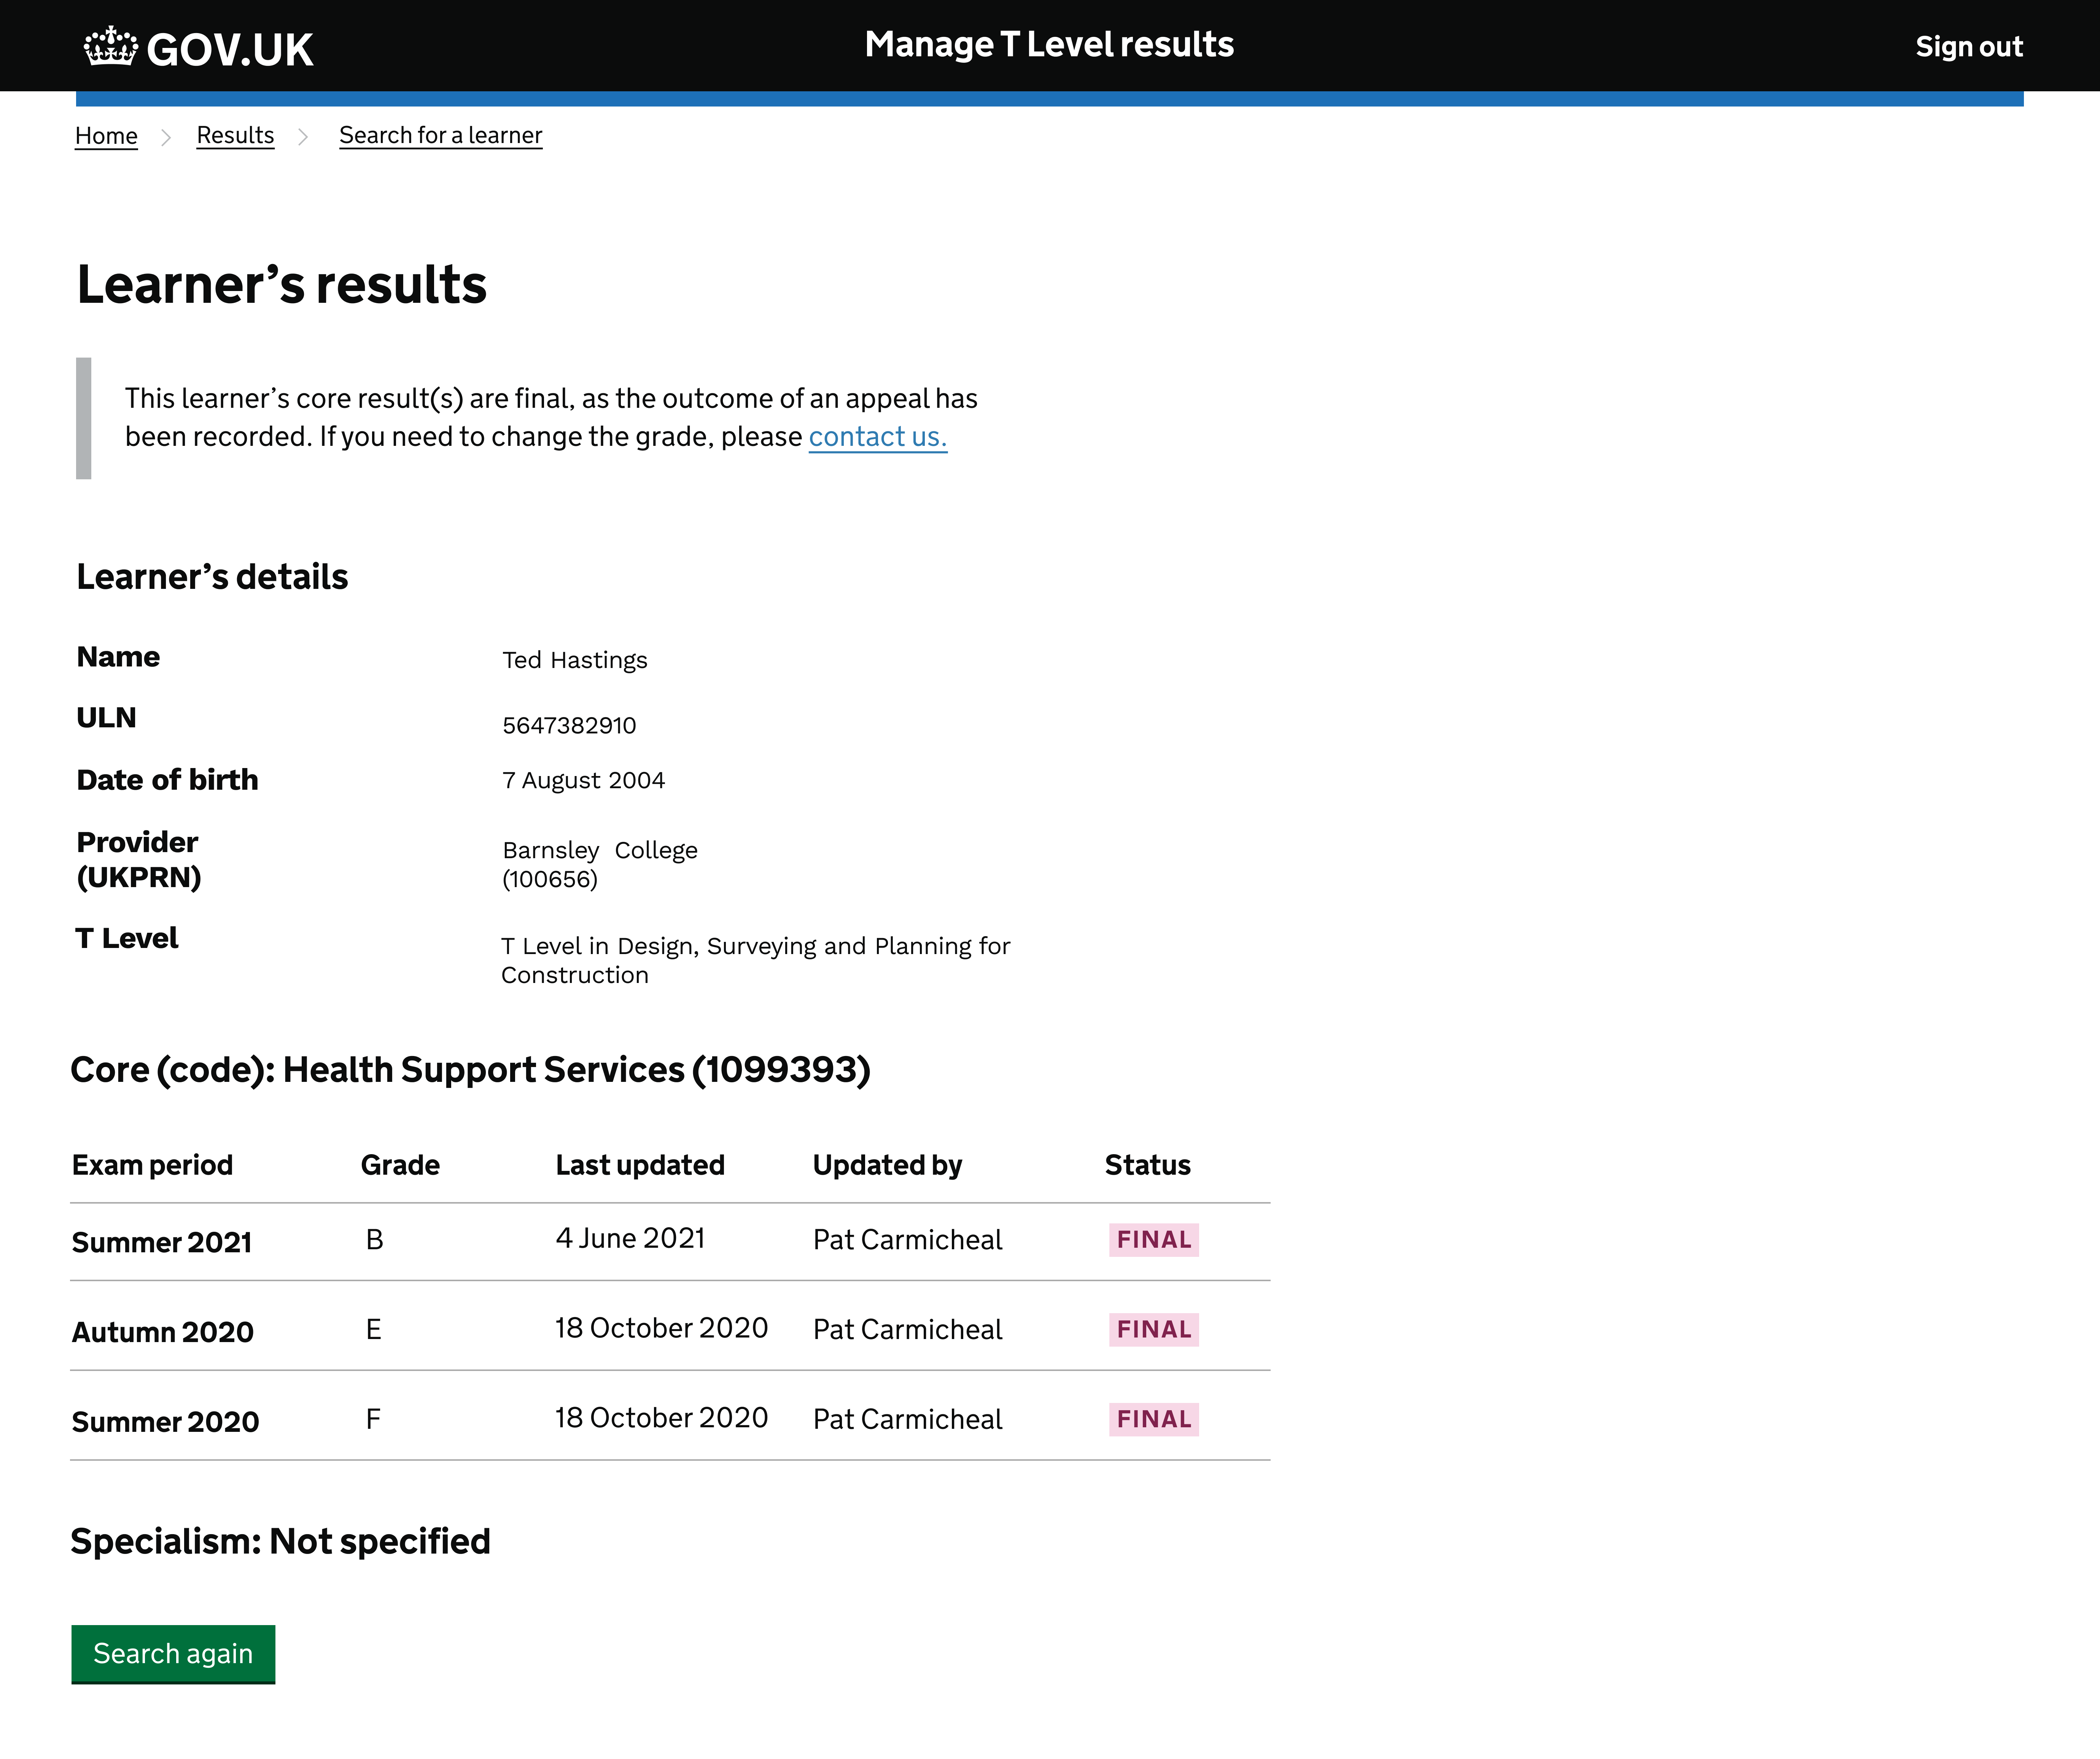 GOV.UK
Manage T Level results
Sign out
Home
Results
Search for a learner
Learner’s results
This learner’s core result(s) are final, as the outcome of an appeal has
been recorded. If you need to change the grade, please contact us.
Learner’s details
Name Ted Hastings
ULN 5647382910
Date of birth 7 August 2004
Provider Barnsley College
(UKPRN) (100656)
T Level T Level in Design, Surveying and Planning for
Construction
Core (code): Health Support Services (1099393)
Exam period Grade Last updated Updated by Status
Summer 2021 B 4 June 2021 Pat Carmicheal FINAL
Autumn 2020 E 18 October 2020 Pat Carmicheal FINAL
Summer 2020 F 18 October 2020 Pat Carmicheal FINAL
Specialism: Not specified
Search again